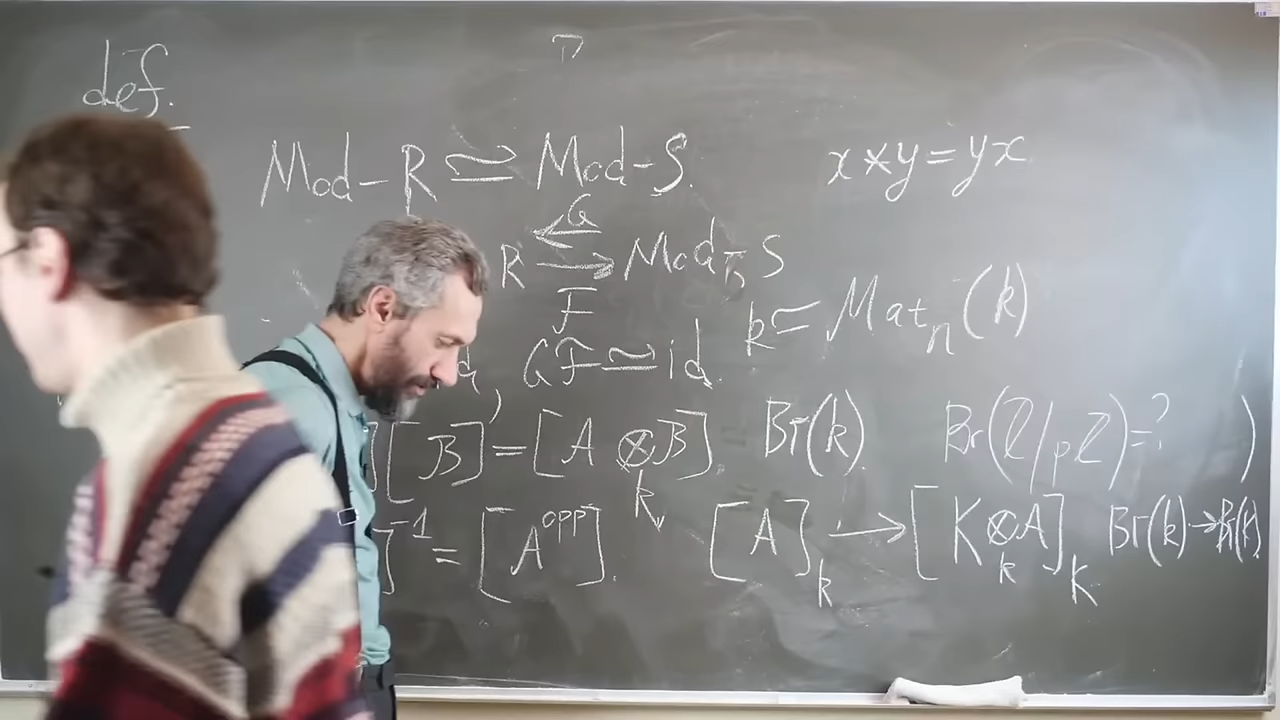 def.
Mod-R ≃ Mod-S. x*y=yx
G
R ⟶ Mod-S
F
k ≃ Mat_n(k)
GF ≃ id.
[B]=[A ⊗_k B]. Br(k). Br(Z/pZ)=? )
]^{-1} = [A^{opp}]. [A]_k → [K⊗_k A]_K Br(k)→Br(K)